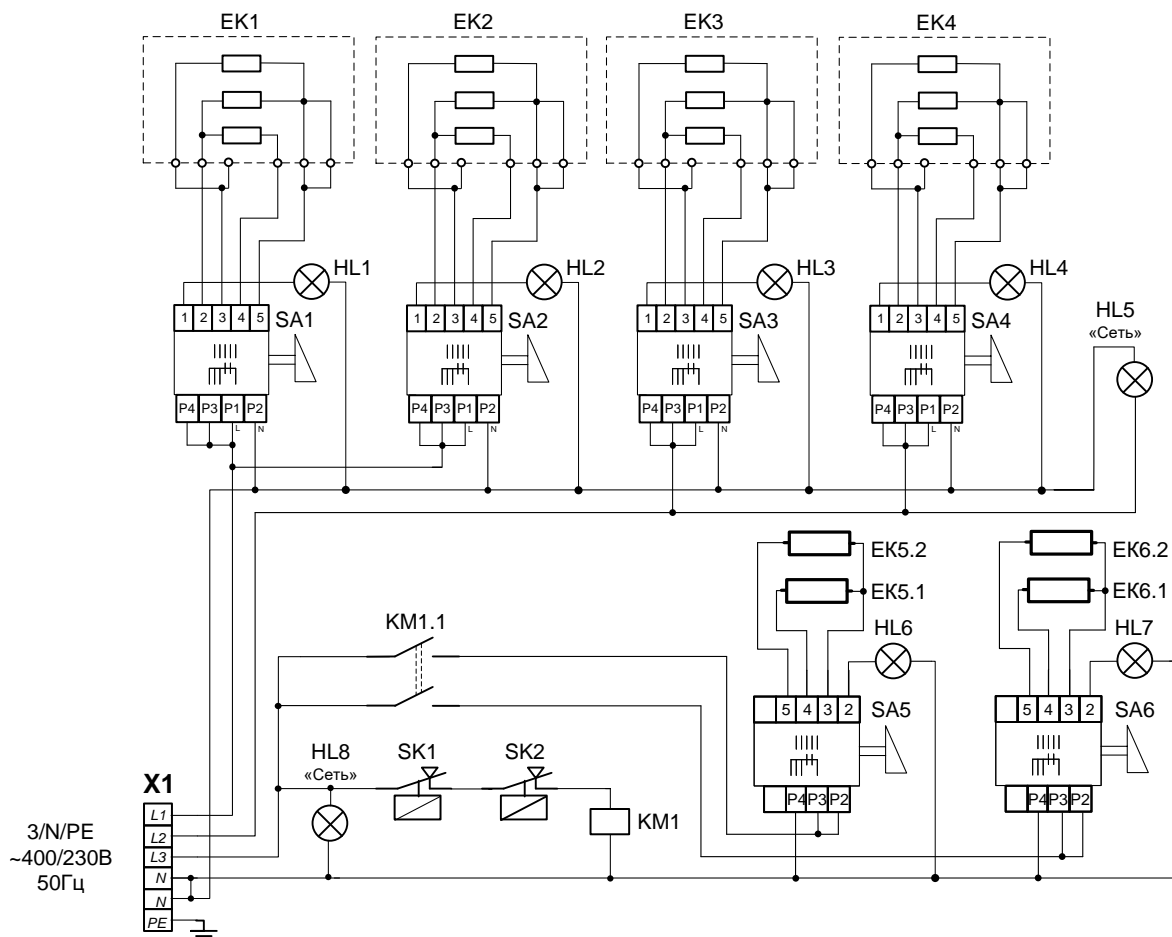 EK1 EK2 EK3 EK4
HL1 HL2 HL3 HL4
HL5
«Сеть»
1 2 3 4 5 SA1
1 2 3 4 5 SA2
1 2 3 4 5 SA3
1 2 3 4 5 SA4
P4 P3 P1 P2
L N
P4 P3 P1 P2
L N
P4 P3 P1 P2
L N
P4 P3 P1 P2
L N
EK5.2 EK6.2
EK5.1 EK6.1
KM1.1
HL6 HL7
5 4 3 2 SA5
5 4 3 2 SA6
HL8
«Сеть»
SK1 SK2
P4 P3 P2
P4 P3 P2
KM1
X1
L1
L2
L3
N
N
PE
3/N/PE
~400/230В
50Гц